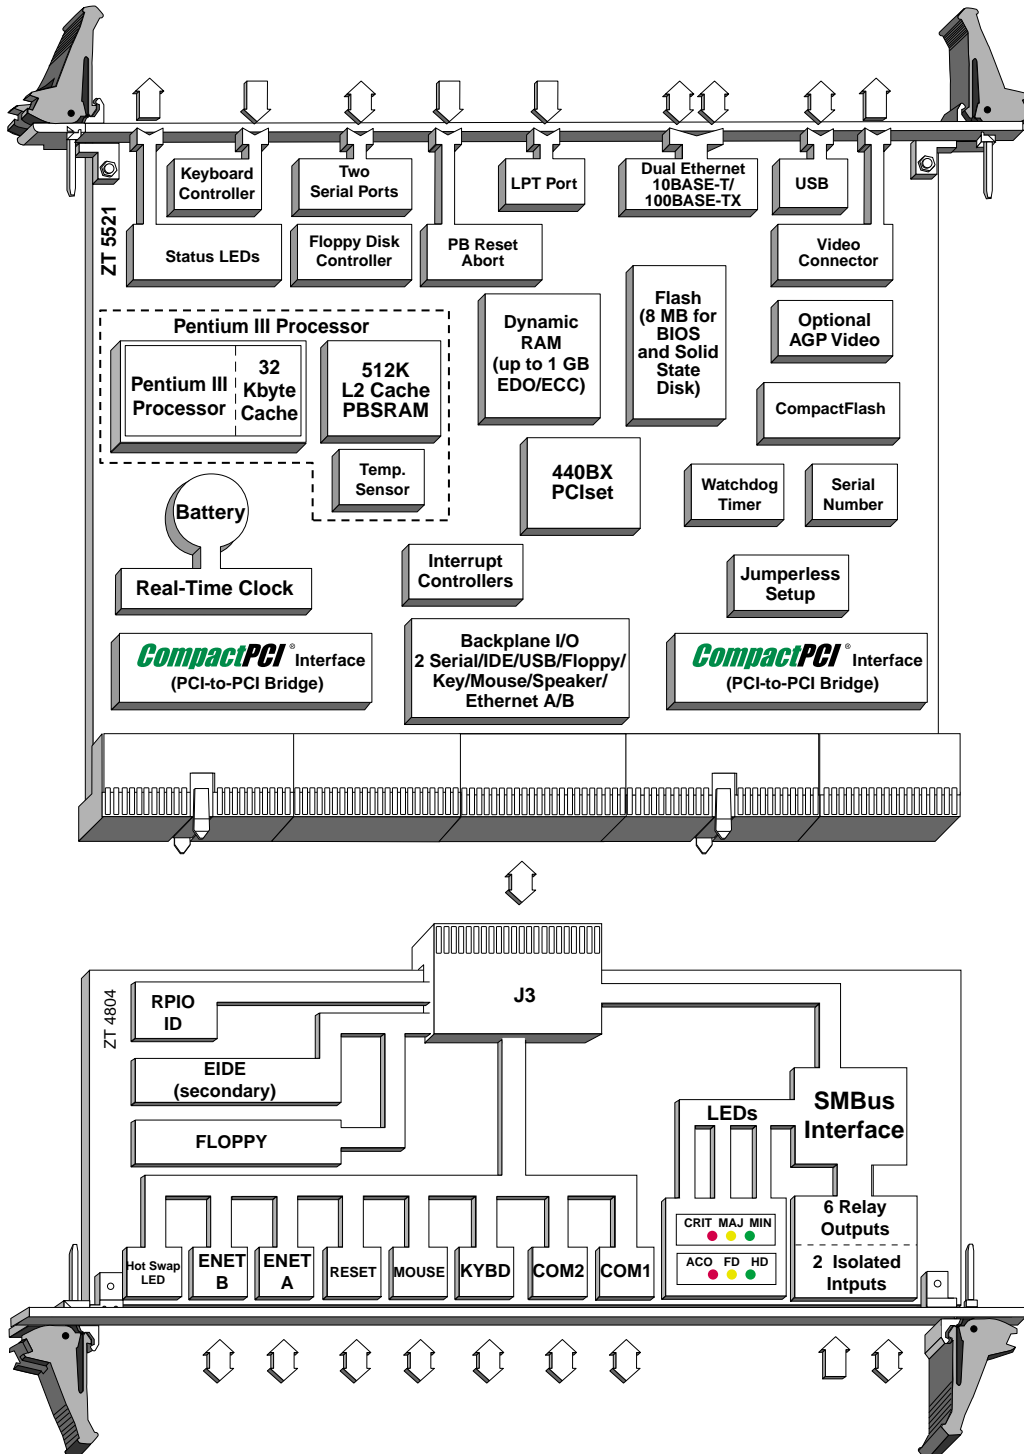 Keyboard
Controller
Two
Serial Ports
LPT Port
Dual Ethernet
10BASE-T/
100BASE-TX
USB
ZT 5521
Status LEDs
Floppy Disk
Controller
PB Reset
Abort
Video
Connector
Pentium III Processor
Pentium III
Processor
32
Kbyte
Cache
512K
L2 Cache
PBSRAM
Temp.
Sensor
Dynamic
RAM
(up to 1 GB
EDO/ECC)
Flash
(8 MB for
BIOS
and Solid
State
Disk)
Optional
AGP Video
CompactFlash
440BX
PCIset
Watchdog
Timer
Serial
Number
Battery
Real-Time Clock
Interrupt
Controllers
Jumperless
Setup
CompactPCI® Interface
(PCI-to-PCI Bridge)
Backplane I/O
2 Serial/IDE/USB/Floppy/
Key/Mouse/Speaker/
Ethernet A/B
CompactPCI® Interface
(PCI-to-PCI Bridge)
J3
ZT 4804
RPIO
ID
EIDE
(secondary)
FLOPPY
LEDs
SMBus
Interface
CRIT MAJ MIN
ACO FD HD
6 Relay
Outputs
2 Isolated
Intputs
Hot Swap
LED
ENET
B
ENET
A
RESET
MOUSE
KYBD
COM2
COM1